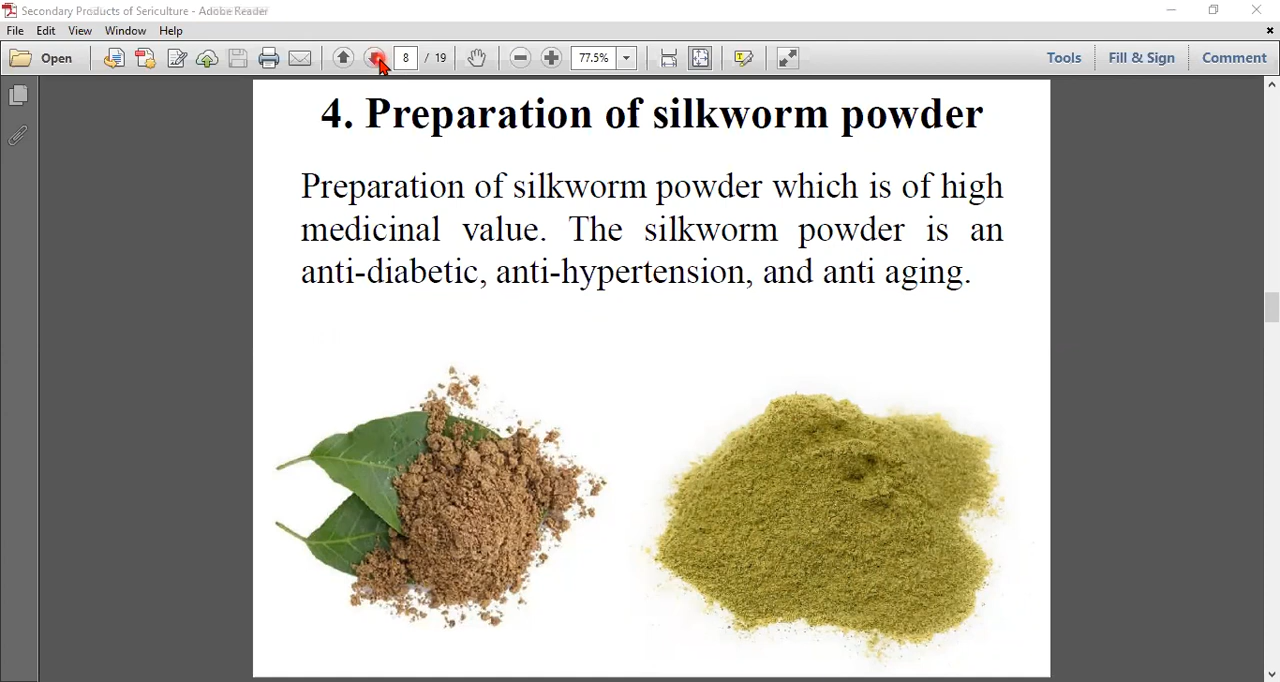 Secondary Products of Sericulture - Adobe Reader
File Edit View Window Help
Open 8 / 19 77.5% Tools Fill & Sign Comment
4. Preparation of silkworm powder
Preparation of silkworm powder which is of high
medicinal value. The silkworm powder is an
anti-diabetic, anti-hypertension, and anti aging.